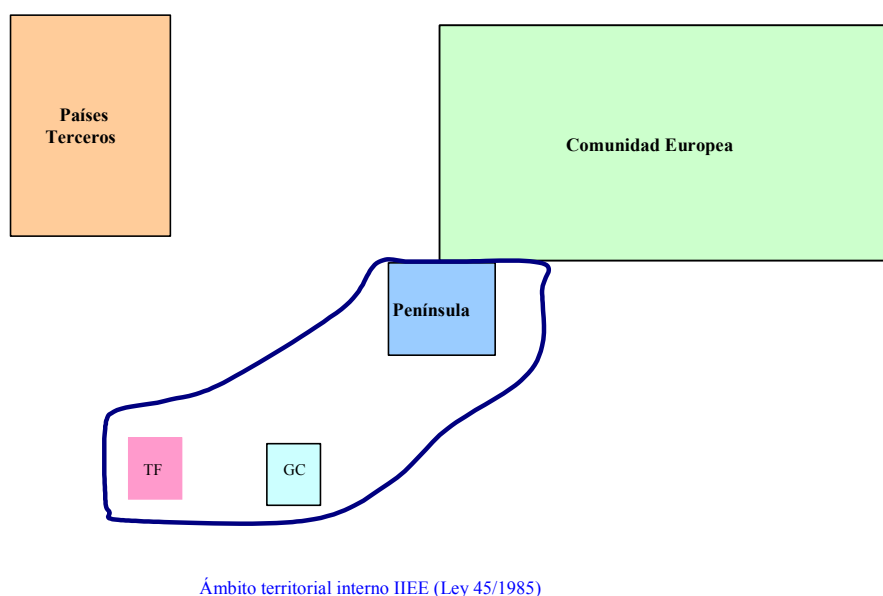 Países
Terceros
Comunidad Europea
Península
TF
GC
Ámbito territorial interno IIEE (Ley 45/1985)